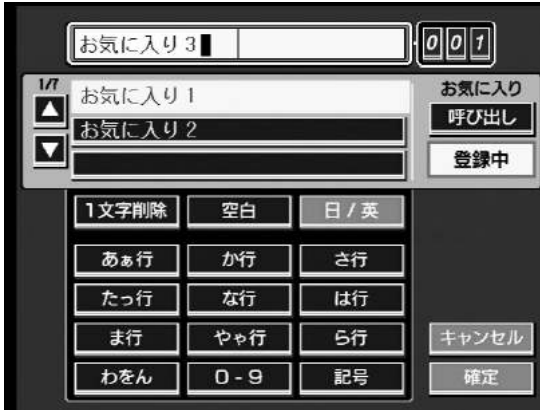 お気に入り3 001
1/7 お気に入り
お気に入り1 呼び出し
お気に入り2
登録中
1文字削除 空白 日/英
あぁ行 か行 さ行
たっ行 な行 は行
ま行 やゃ行 ら行 キャンセル
わをん 0-9 記号 確定